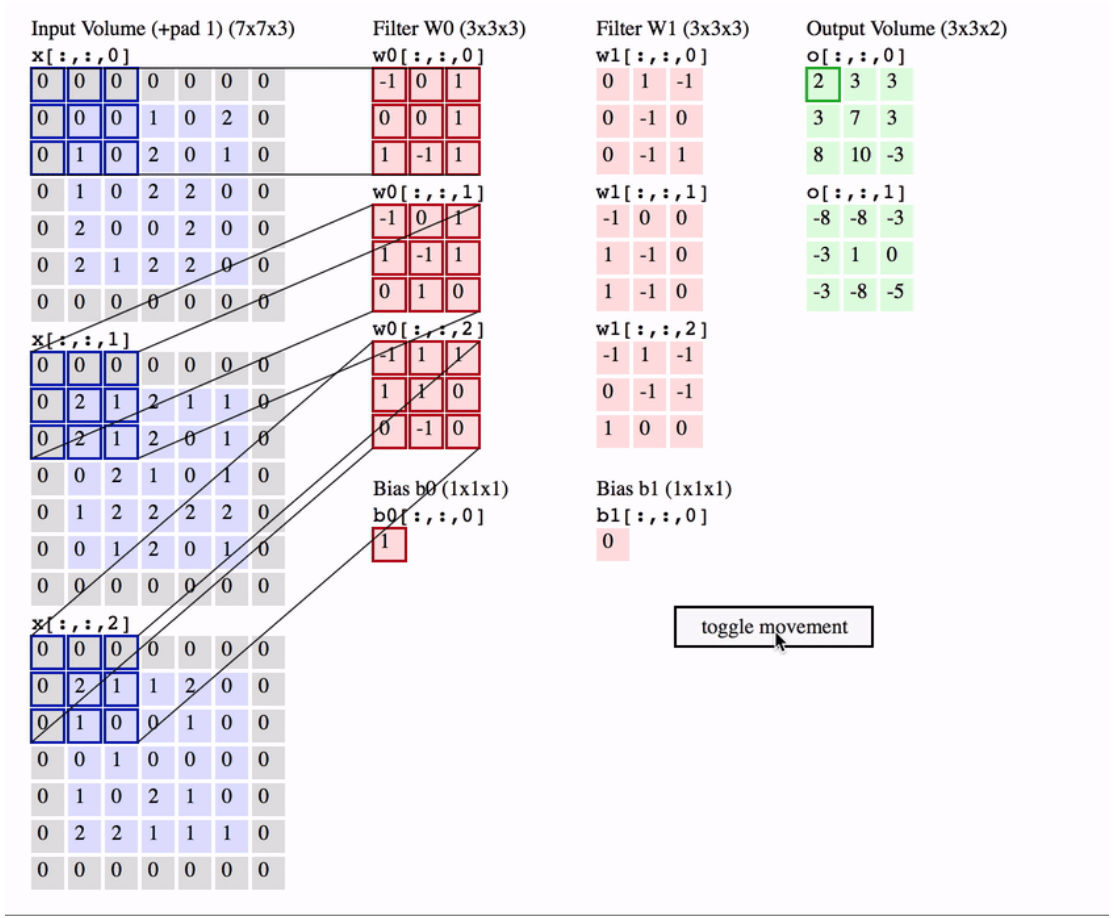 Input Volume (+pad 1) (7x7x3)
x[:,:,0]
0 0 0 0 0 0 0
0 0 0 1 0 2 0
0 1 0 2 0 1 0
0 1 0 2 2 0 0
0 2 0 0 2 0 0
0 2 1 2 2 0 0
0 0 0 0 0 0 0
x[:,:,1]
0 0 0 0 0 0 0
0 2 1 2 1 1 0
0 2 1 2 0 1 0
0 0 2 1 0 1 0
0 1 2 2 2 2 0
0 0 1 2 0 1 0
0 0 0 0 0 0 0
x[:,:,2]
0 0 0 0 0 0 0
0 2 1 1 2 0 0
0 1 0 0 1 0 0
0 0 1 0 0 0 0
0 1 0 2 1 0 0
0 2 2 1 1 1 0
0 0 0 0 0 0 0
Filter W0 (3x3x3)
w0[:,:,0]
-1 0 1
0 0 1
1 -1 1
w0[:,:,1]
-1 0 1
1 -1 1
0 1 0
w0[:,:,2]
-1 1 1
1 1 0
0 -1 0
Bias b0 (1x1x1)
b0[:,:,0]
1
Filter W1 (3x3x3)
w1[:,:,0]
0 1 -1
0 -1 0
0 -1 1
w1[:,:,1]
-1 0 0
1 -1 0
1 -1 0
w1[:,:,2]
-1 1 -1
0 -1 -1
1 0 0
Bias b1 (1x1x1)
b1[:,:,0]
0
Output Volume (3x3x2)
o[:,:,0]
2 3 3
3 7 3
8 10 -3
o[:,:,1]
-8 -8 -3
-3 1 0
-3 -8 -5
toggle movement